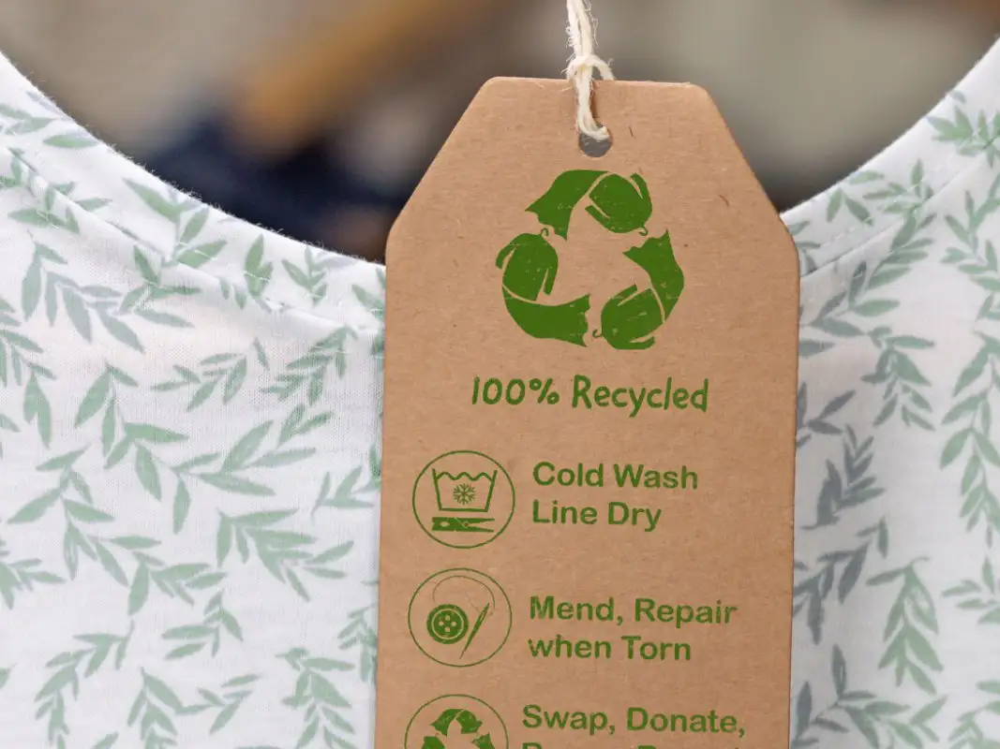 100% Recycled
Cold Wash
Line Dry
Mend, Repair
when Torn
Swap, Donate,